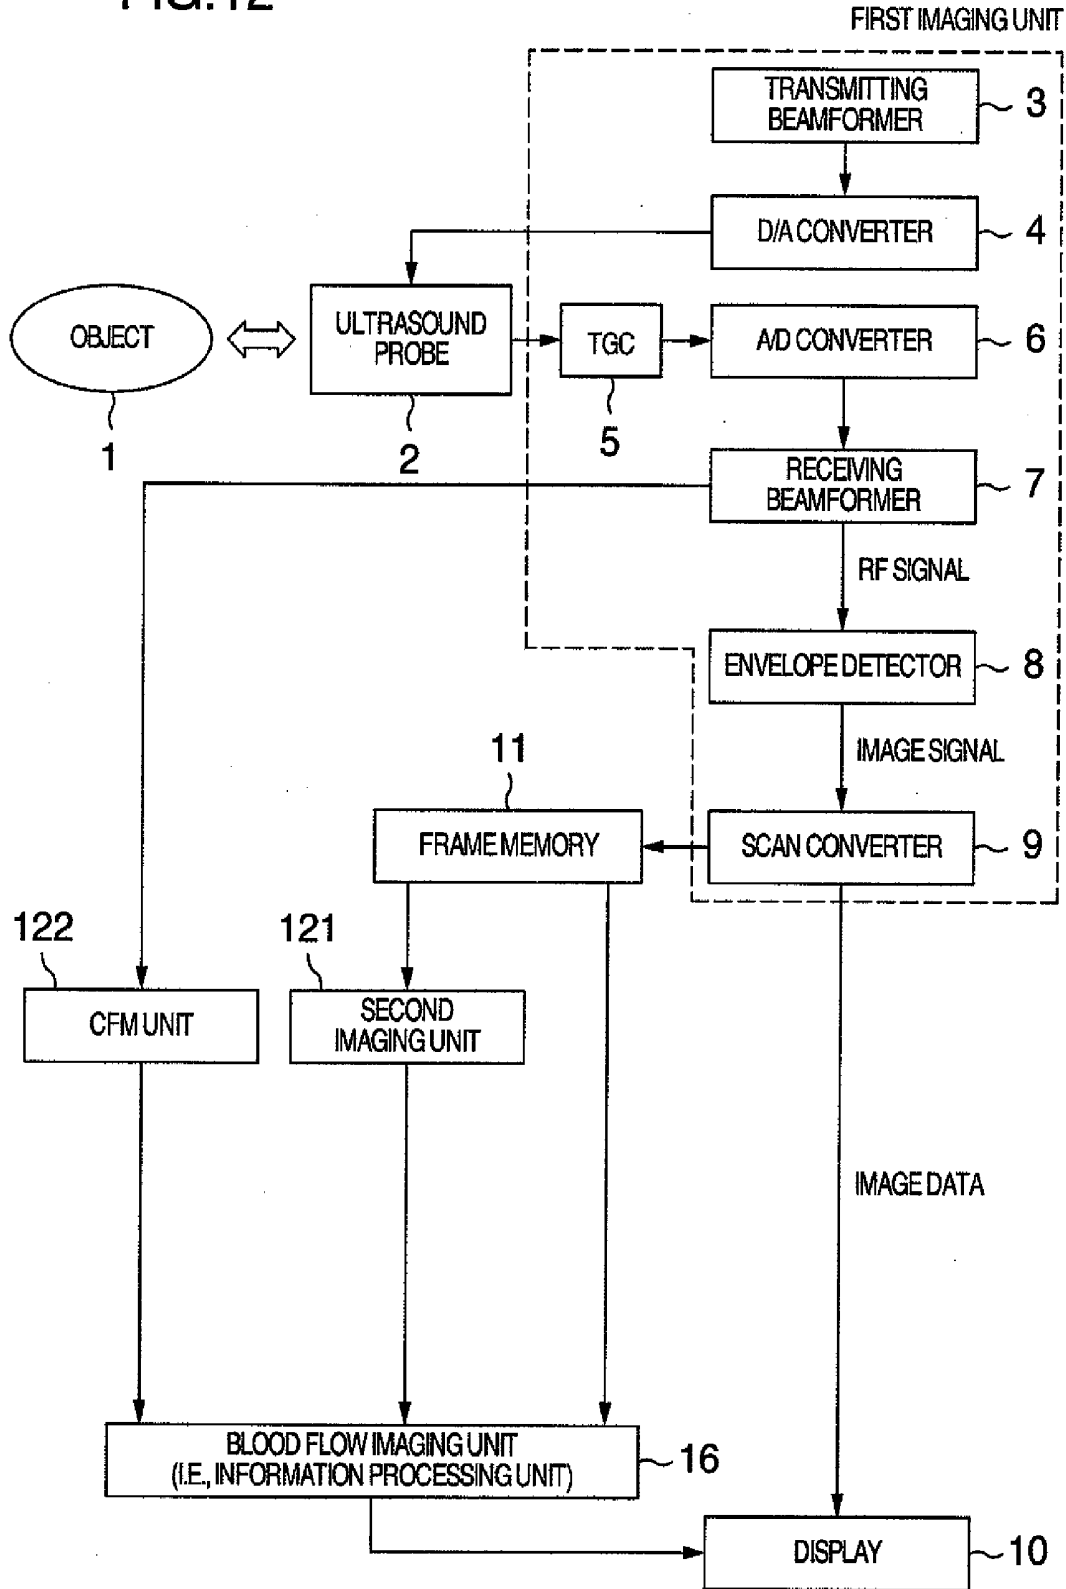 FIG.12
FIRST IMAGING UNIT
TRANSMITTING
BEAMFORMER
3
D/A CONVERTER
4
OBJECT
1
ULTRASOUND
PROBE
2
TGC
5
A/D CONVERTER
6
RECEIVING
BEAMFORMER
7
RF SIGNAL
ENVELOPE DETECTOR
8
IMAGE SIGNAL
11
FRAME MEMORY
SCAN CONVERTER
9
122
CFM UNIT
121
SECOND
IMAGING UNIT
IMAGE DATA
BLOOD FLOW IMAGING UNIT
(I.E., INFORMATION PROCESSING UNIT)
16
DISPLAY
10